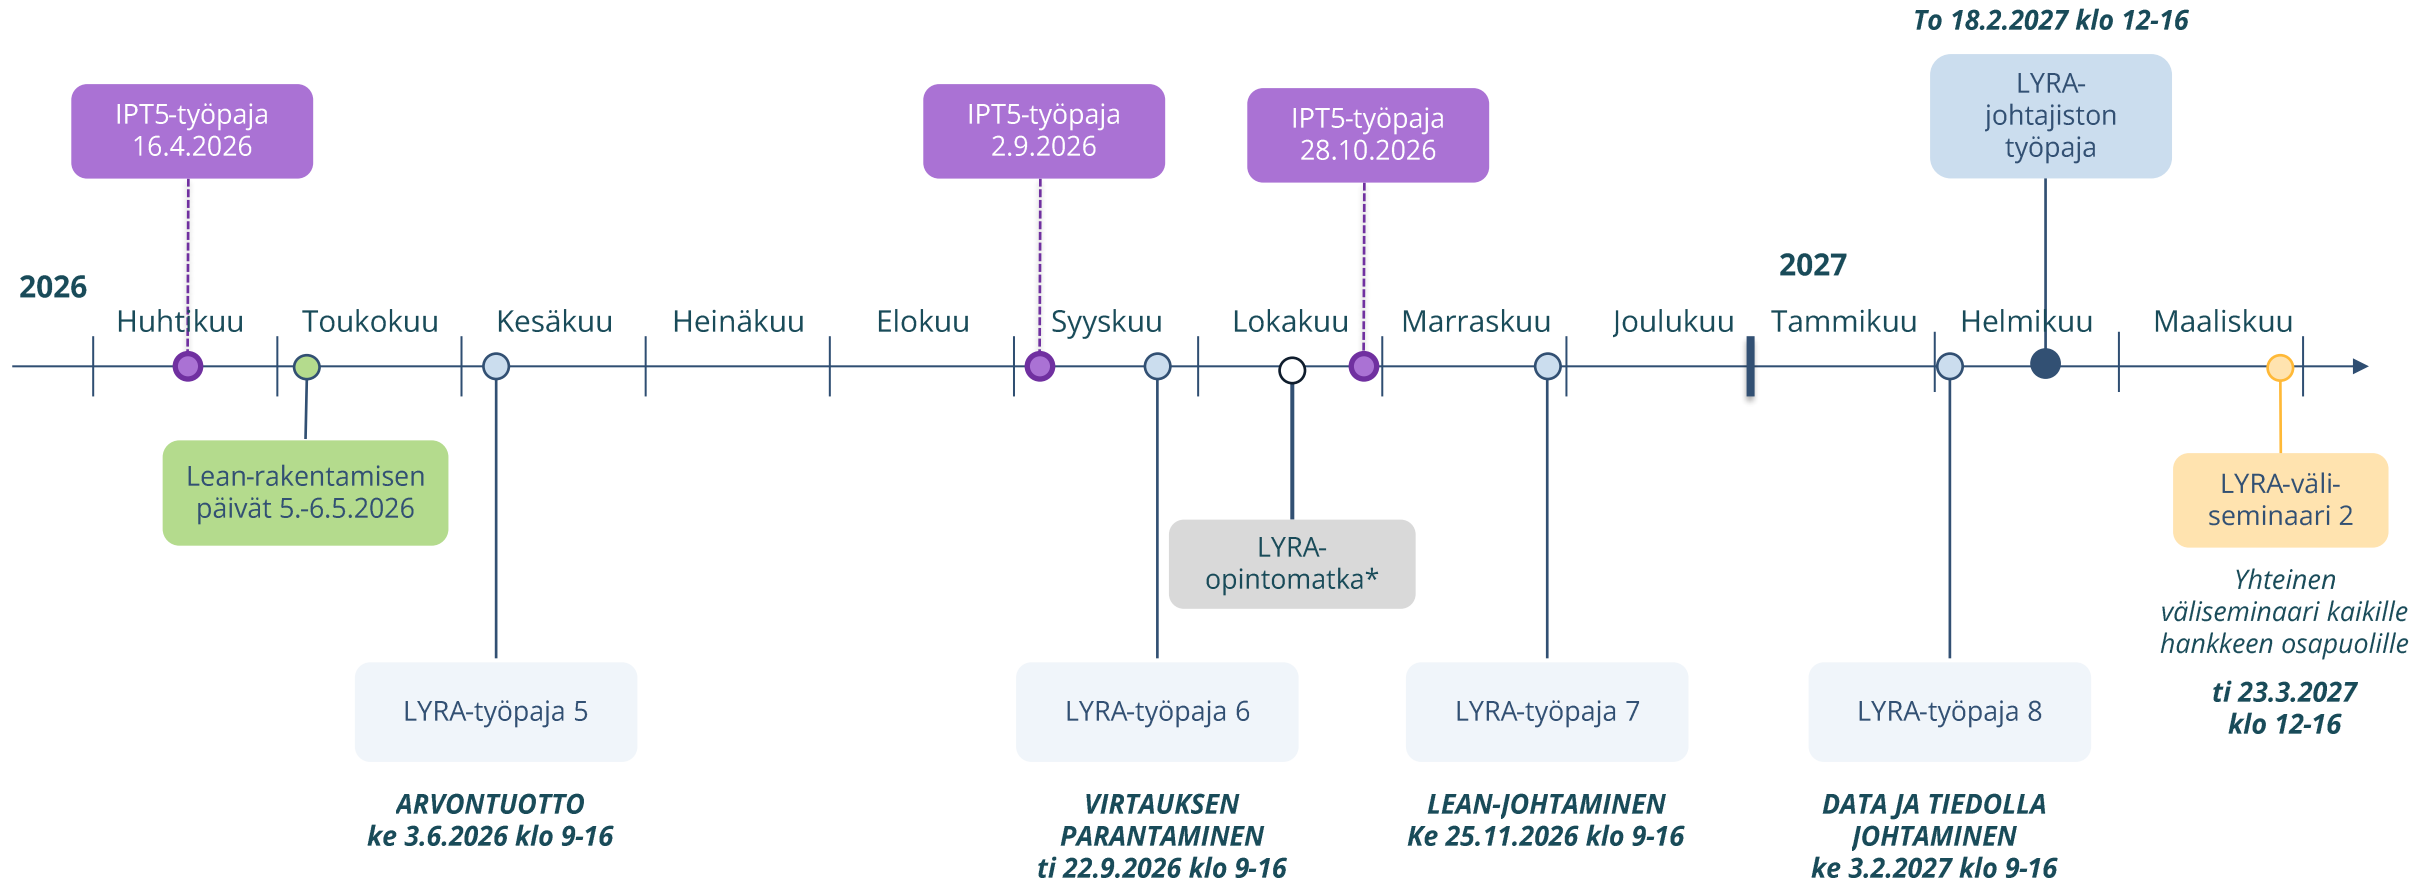 To 18.2.2027 klo 12-16
IPT5-työpaja
16.4.2026
IPT5-työpaja
2.9.2026
IPT5-työpaja
28.10.2026
LYRA-
johtajiston
työpaja
2026
2027
Huhtikuu
Toukokuu
Kesäkuu
Heinäkuu
Elokuu
Syyskuu
Lokakuu
Marraskuu
Joulukuu
Tammikuu
Helmikuu
Maaliskuu
Lean-rakentamisen
päivät 5.-6.5.2026
LYRA-
opintomatka*
LYRA-väli-
seminaari 2
Yhteinen
väliseminaari kaikille
hankkeen osapuolille
ti 23.3.2027
klo 12-16
LYRA-työpaja 5
ARVONTUOTTO
ke 3.6.2026 klo 9-16
LYRA-työpaja 6
VIRTAUKSEN
PARANTAMINEN
ti 22.9.2026 klo 9-16
LYRA-työpaja 7
LEAN-JOHTAMINEN
Ke 25.11.2026 klo 9-16
LYRA-työpaja 8
DATA JA TIEDOLLA
JOHTAMINEN
ke 3.2.2027 klo 9-16